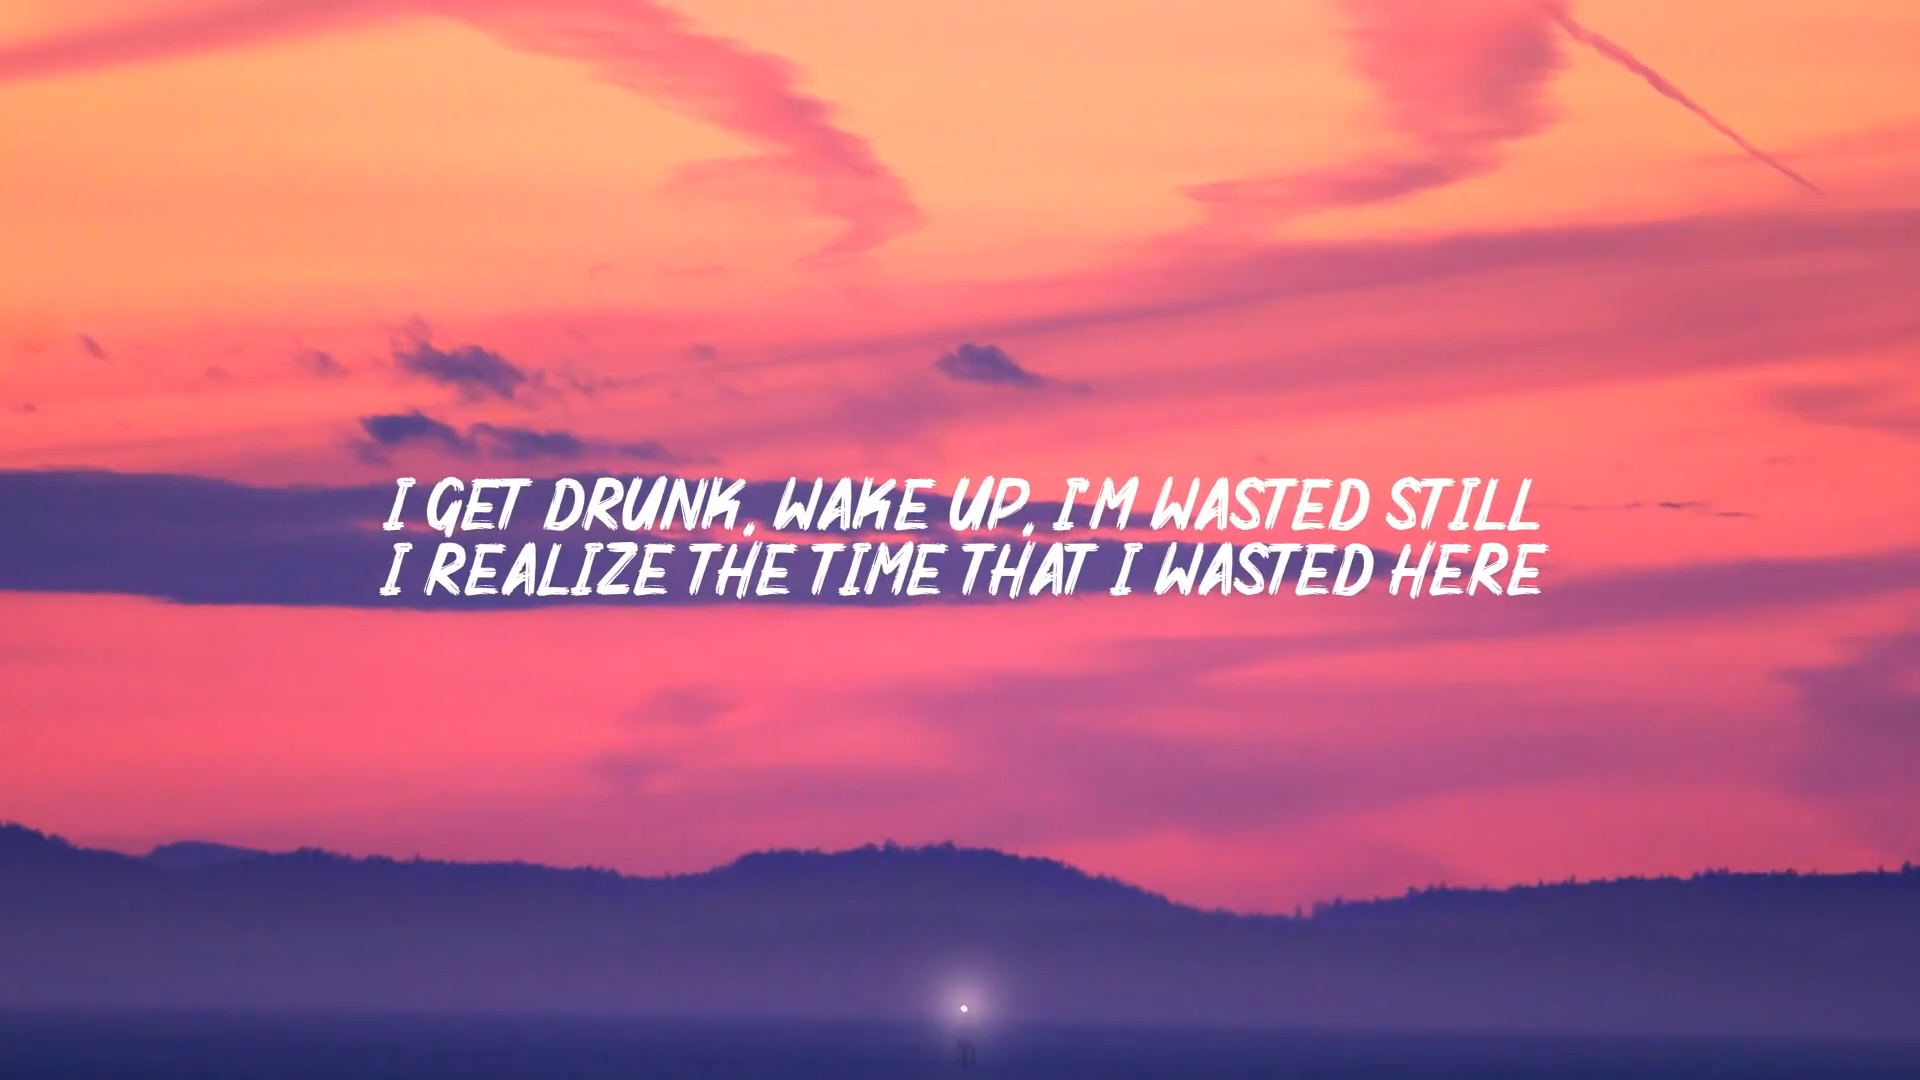 I GET DRUNK, WAKE UP, I'M WASTED STILL
I REALIZE THE TIME THAT I WASTED HERE